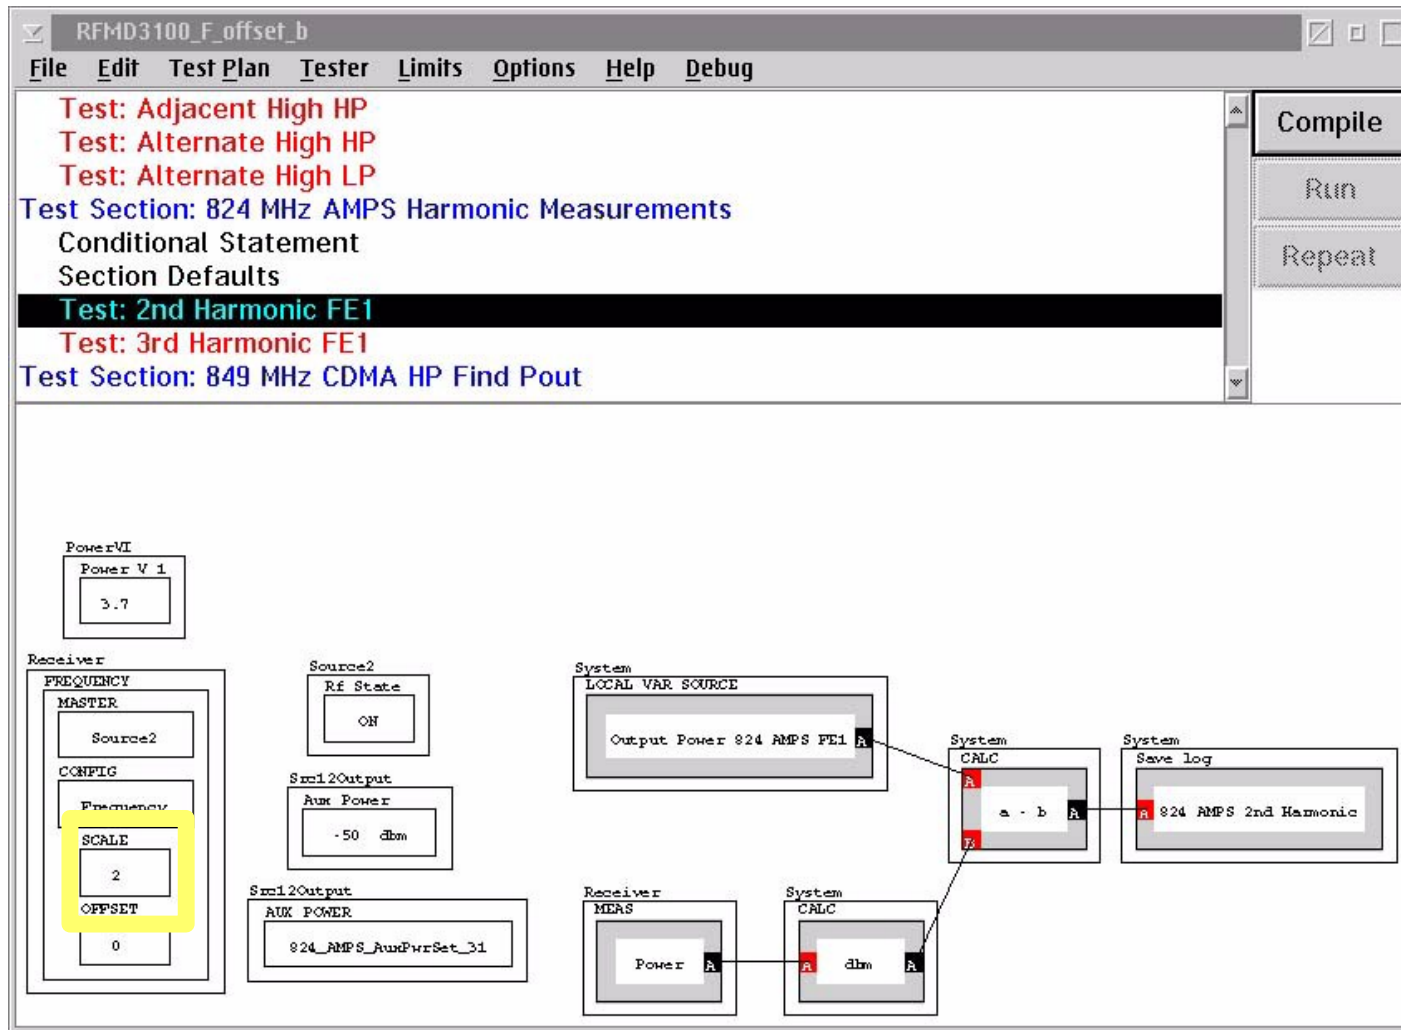 RFMD3100_F_offset_b
File Edit Test Plan Tester Limits Options Help Debug
Test: Adjacent High HP
Test: Alternate High HP
Test: Alternate High LP
Test Section: 824 MHz AMPS Harmonic Measurements
Conditional Statement
Section Defaults
Test: 2nd Harmonic FE1
Test: 3rd Harmonic FE1
Test Section: 849 MHz CDMA HP Find Pout
Compile
Run
Repeat
PowerVI
Power V 1
3.7
Receiver
FREQUENCY
MASTER
Source2
CONFIG
Frequency
SCALE
2
OFFSET
0
Source2
Rf State
ON
Src12Output
Aux Power
-50 dbm
Src12Output
AUX POWER
824_AMPS_AuxPwrSet_31
System
LOCAL VAR SOURCE
Output Power 824 AMPS FE1 A
Receiver
MEAS
Power A
System
CALC
A dbm A
System
CALC
A
a - b A
B
System
Save log
A 824 AMPS 2nd Harmonic